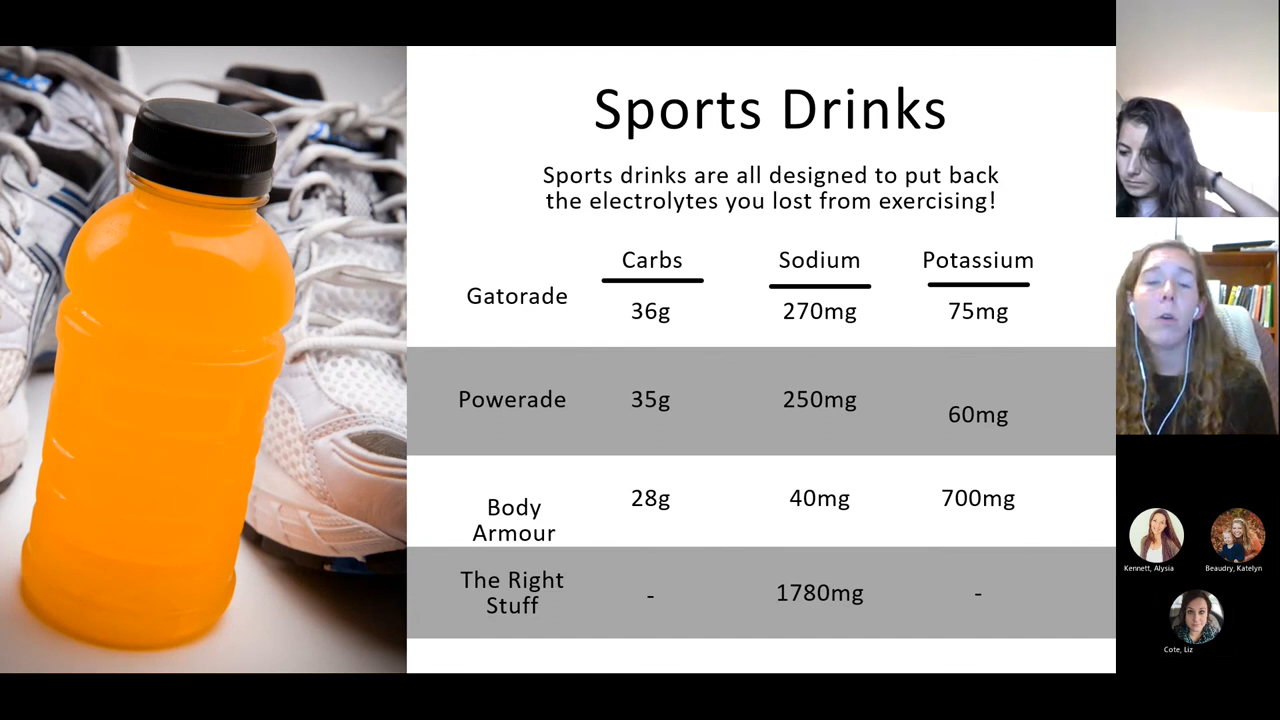 Sports Drinks
Sports drinks are all designed to put back
the electrolytes you lost from exercising!
Carbs Sodium Potassium
Gatorade 36g 270mg 75mg
Powerade 35g 250mg 60mg
Body
Armour 28g 40mg 700mg
The Right
Stuff - 1780mg -
Kennett, Alysia
Beaudry, Katelyn
Cote, Liz